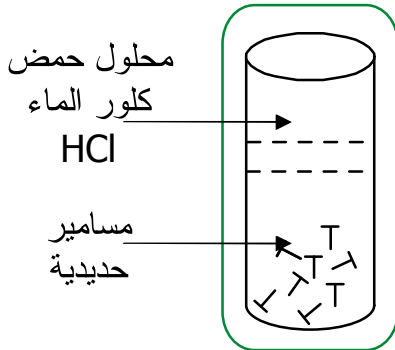 محلول حمض
كلور الماء
HCl
مسامير
حديدية